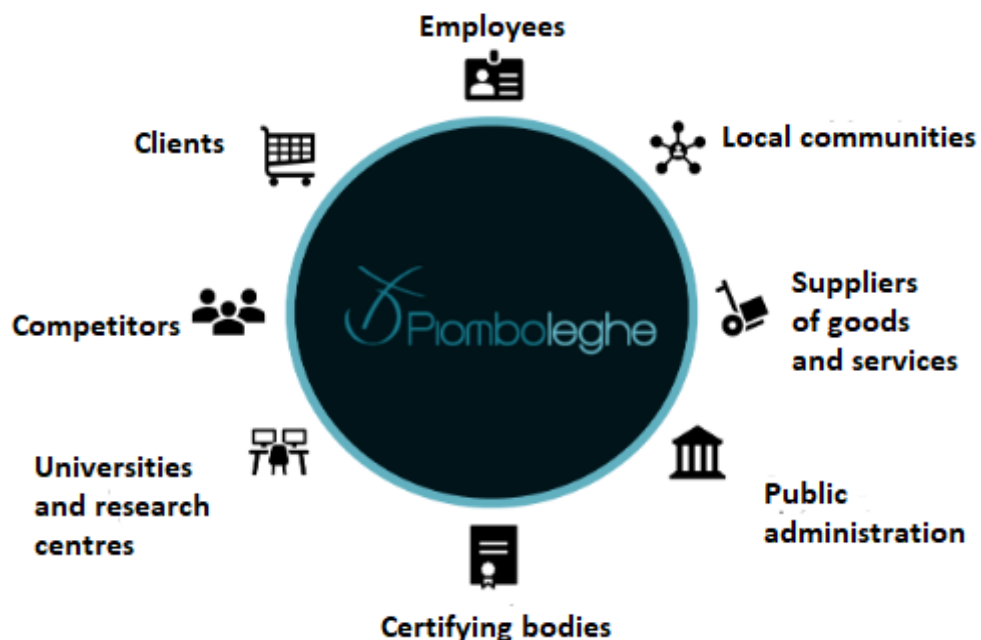 Employees
Clients
Local communities
Competitors
Piomboleghe
Suppliers
of goods
and services
Universities
and research
centres
Public
administration
Certifying bodies